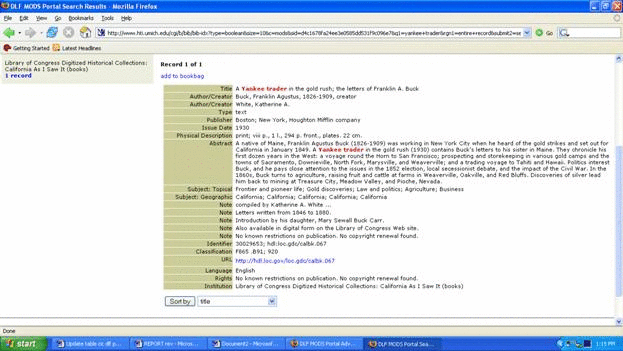 DLF MODS Portal Search Results - Mozilla Firefox
File Edit View Go Bookmarks Tools Help
Go
Getting Started Latest Headlines
Library of Congress Digitized Historical Collections:
California As I Saw It (books)
1 record
Record 1 of 1
add to bookbag
Title A Yankee trader in the gold rush; the letters of Franklin A. Buck
Author/Creator Buck, Franklin Agustus, 1826-1909, creator
Author/Creator White, Katherine A.
Type text
Publisher Boston; New York, Houghton Mifflin company
Issue Date 1930
Physical Description print; viii p., 1 l., 294 p. front., plates. 22 cm.
Abstract A native of Maine, Franklin Agustus Buck (1826-1909) was working in New York City when he heard of the gold strikes and set out for
California in January 1849. A Yankee trader in the gold rush (1930) contains Buck's letters to his sister in Maine. They chronicle his
first dozen years in the West: a voyage round the Horn to San Francisco; prospecting and storekeeping in various gold camps and the
towns of Sacramento, Downieville, North Fork, Marysville, and Weaverville; and a trading voyage to Tahiti and Hawaii. Politics interest
Buck, and he pays close attention to the issues in the 1852 election, local secessionist debate, and the impact of the Civil War. In the
1860s, Buck turns to agriculture, raising fruit and cattle at farms in Weaverville, Oakville, and Red Bluffs. Discoveries of silver lead
him back to mining at Treasure City, Meadow Valley, and Pioche, Nevada.
Subject: Topical Frontier and pioneer life; Gold discoveries; Law and politics; Agriculture; Business
Subject: Geographic California; California; California; California; California
Note compiled by Katherine A. White ...
Note Letters written from 1846 to 1880.
Note Introduction by his daughter, Mary Sewall Buck Carr.
Note Also available in digital form on the Library of Congress Web site.
Note No known restrictions on publication. No copyright renewal found.
Identifier 30029653; hdl:loc.gdc/calbk.067
Classification F865 .B91; 920
URL http://hdl.loc.gov/loc.gdc/calbk.067
Language English
Rights No known restrictions on publication. No copyright renewal found.
Institution Library of Congress Digitized Historical Collections: California As I Saw It (books)
Sort by title
Done
start Update table cc dlf p... REPORT rev - Micros... Document2 - Microsof... DLF MODS Portal Adv... DLF MODS Portal Sea... 1:15 PM